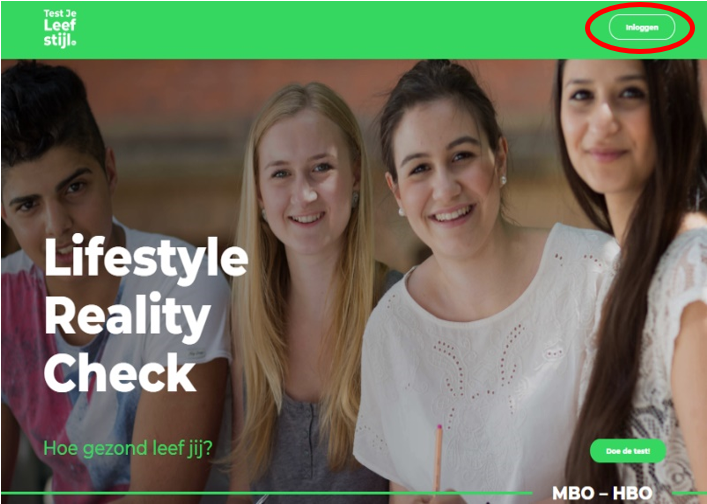 Test Je
Leef
stijl.
Inloggen
Lifestyle
Reality
Check
Hoe gezond leef jij?
Doe de test!
MBO – HBO